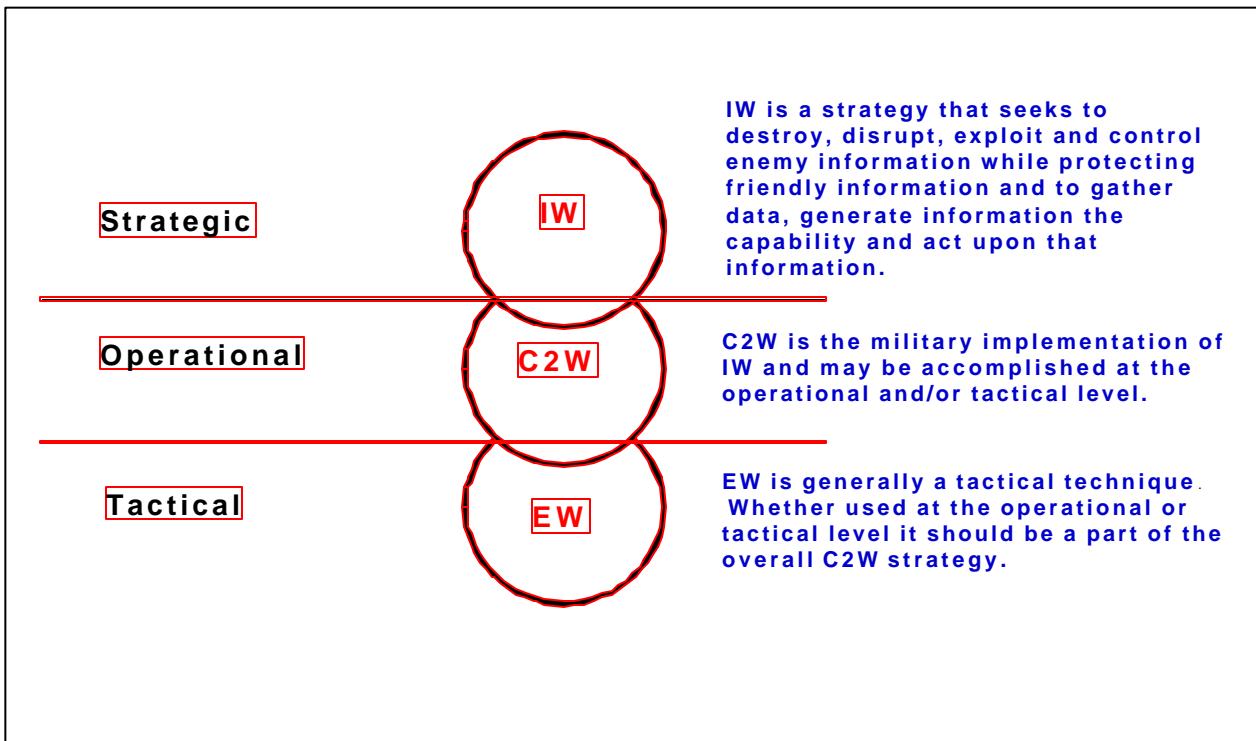 Strategic
IW
IW is a strategy that seeks to
destroy, disrupt, exploit and control
enemy information while protecting
friendly information and to gather
data, generate information the
capability and act upon that
information.
Operational
C2W
C2W is the military implementation of
IW and may be accomplished at the
operational and/or tactical level.
Tactical
EW
EW is generally a tactical technique.
Whether used at the operational or
tactical level it should be a part of the
overall C2W strategy.